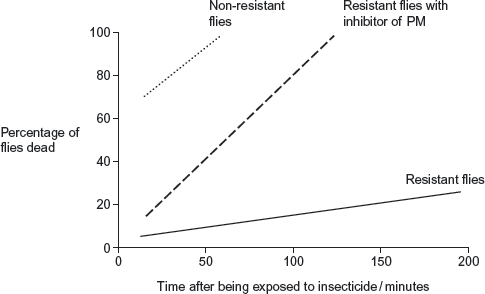 Non-resistant
flies
Resistant flies with
inhibitor of PM
100
80
Percentage of
flies dead
60
40
20
0
Resistant flies
0
50
100
150
200
Time after being exposed to insecticide / minutes